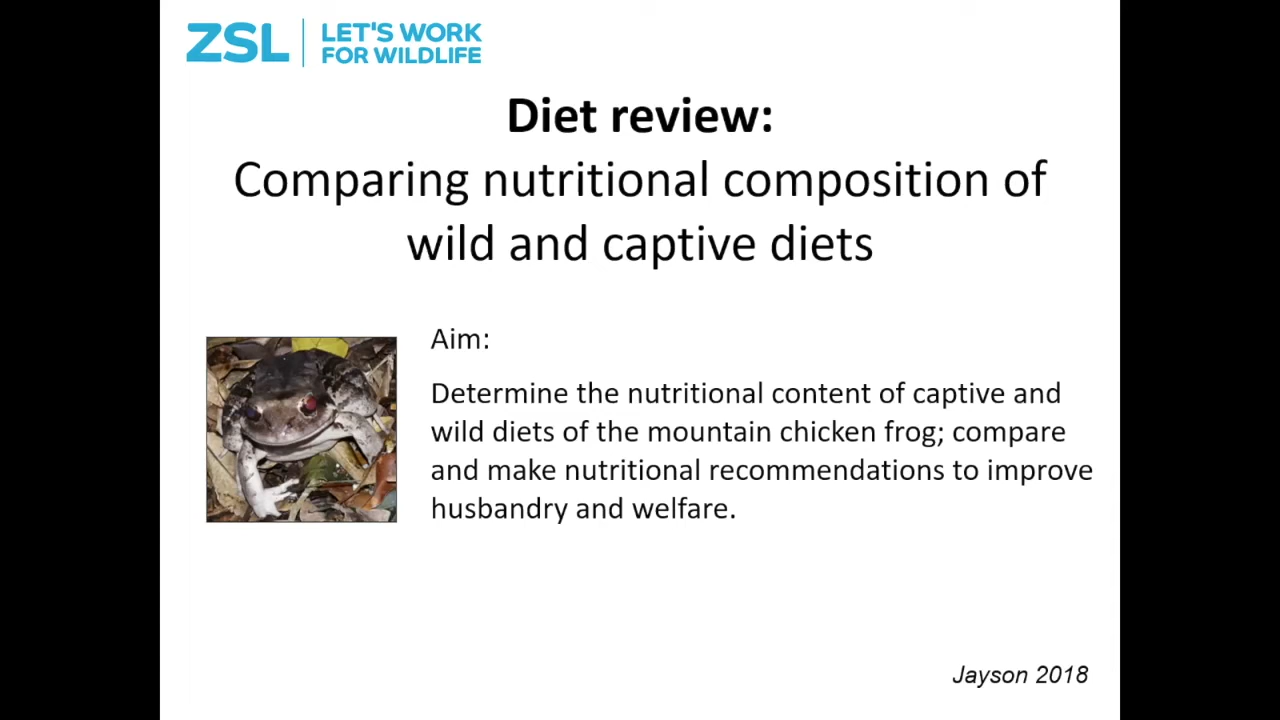 ZSL
LET'S WORK
FOR WILDLIFE
Diet review:
Comparing nutritional composition of
wild and captive diets
Aim:
Determine the nutritional content of captive and
wild diets of the mountain chicken frog; compare
and make nutritional recommendations to improve
husbandry and welfare.
Jayson 2018